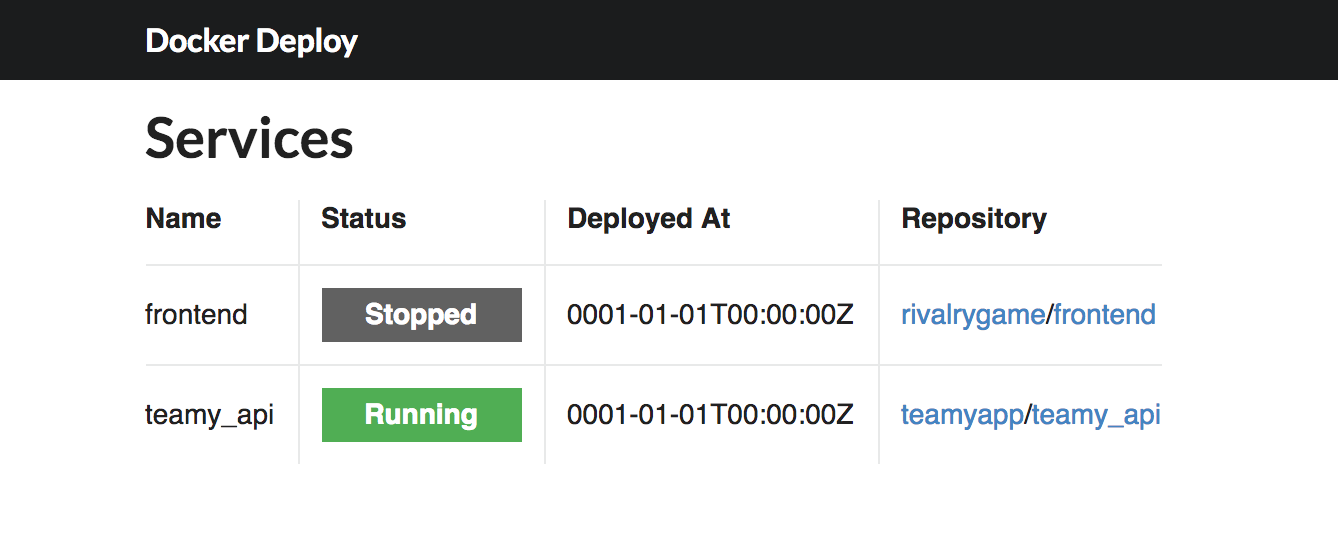 Docker Deploy
Services
Name Status Deployed At Repository
frontend Stopped 0001-01-01T00:00:00Z rivalrygame/frontend
teamy_api Running 0001-01-01T00:00:00Z teamyapp/teamy_api